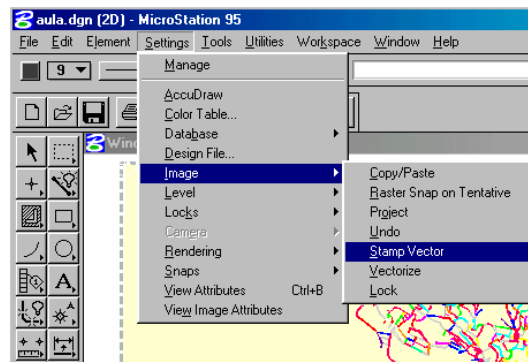 aula.dgn (2D) - MicroStation 95
File Edit Element Settings Tools Utilities Workspace Window Help
9
Manage
AccuDraw
Color Table...
Database
Design File...
Image
Level
Locks
Camera
Rendering
Snaps
View Attributes Ctrl+B
View Image Attributes
Copy/Paste
Raster Snap on Tentative
Project
Undo
Stamp Vector
Vectorize
Lock
Wind
A